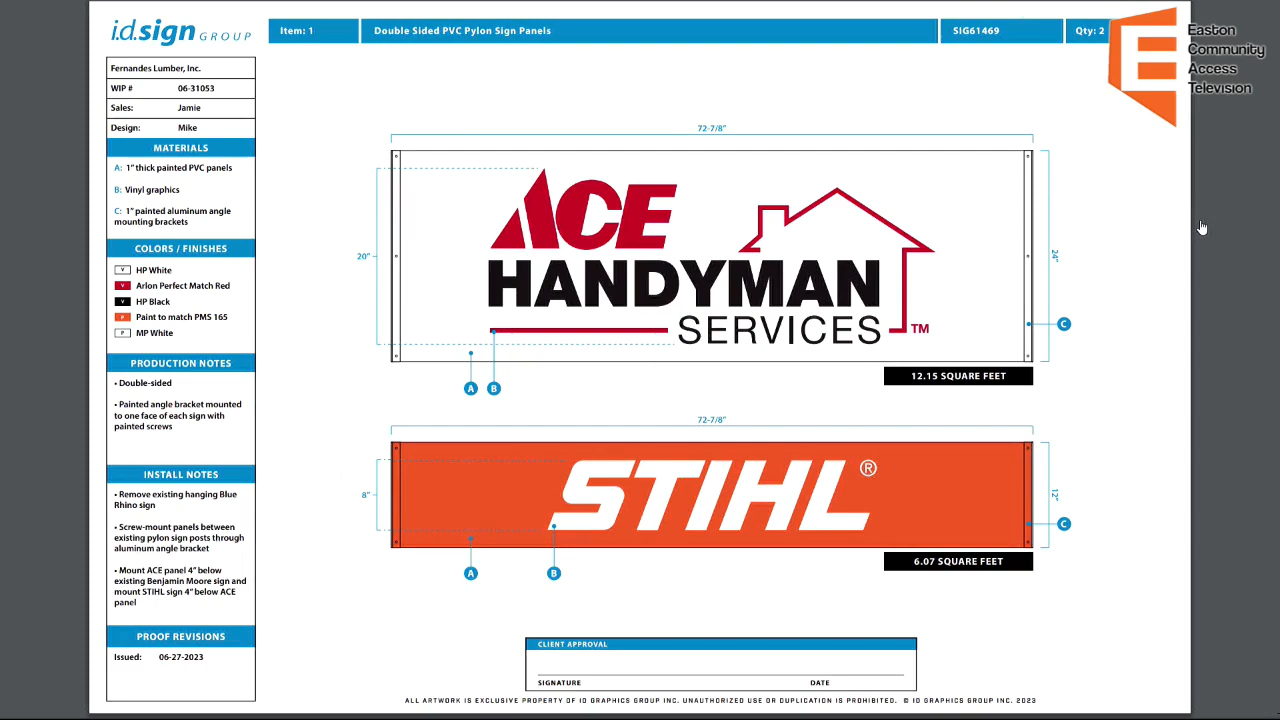 i.d.sign GROUP
Item: 1
Double Sided PVC Pylon Sign Panels
SIG61469
Qty: 2
Easton
Community
Access
Television
Fernandes Lumber, Inc.
WIP # 06-31053
Sales: Jamie
Design: Mike
MATERIALS
A: 1" thick painted PVC panels
B: Vinyl graphics
C: 1" painted aluminum angle
mounting brackets
COLORS / FINISHES
V HP White
V Arlon Perfect Match Red
V HP Black
P Paint to match PMS 165
P MP White
PRODUCTION NOTES
• Double-sided
• Painted angle bracket mounted
to one face of each sign with
painted screws
INSTALL NOTES
• Remove existing hanging Blue
Rhino sign
• Screw-mount panels between
existing pylon sign posts through
aluminum angle bracket
• Mount ACE panel 4" below
existing Benjamin Moore sign and
mount STIHL sign 4" below ACE
panel
PROOF REVISIONS
Issued: 06-27-2023
72-7/8"
20"
ACE
HANDYMAN
SERVICES TM
24"
C
A B
12.15 SQUARE FEET
72-7/8"
8"
STIHL®
12"
C
A B
6.07 SQUARE FEET
CLIENT APPROVAL
SIGNATURE DATE
ALL ARTWORK IS EXCLUSIVE PROPERTY OF ID GRAPHICS GROUP INC. UNAUTHORIZED USE OR DUPLICATION IS PROHIBITED. © ID GRAPHICS GROUP INC. 2023